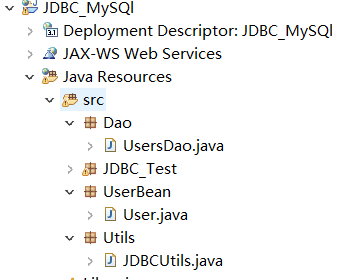 JDBC_MySQl
Deployment Descriptor: JDBC_MySQl
JAX-WS Web Services
Java Resources
src
Dao
UsersDao.java
JDBC_Test
UserBean
User.java
Utils
JDBCUtils.java